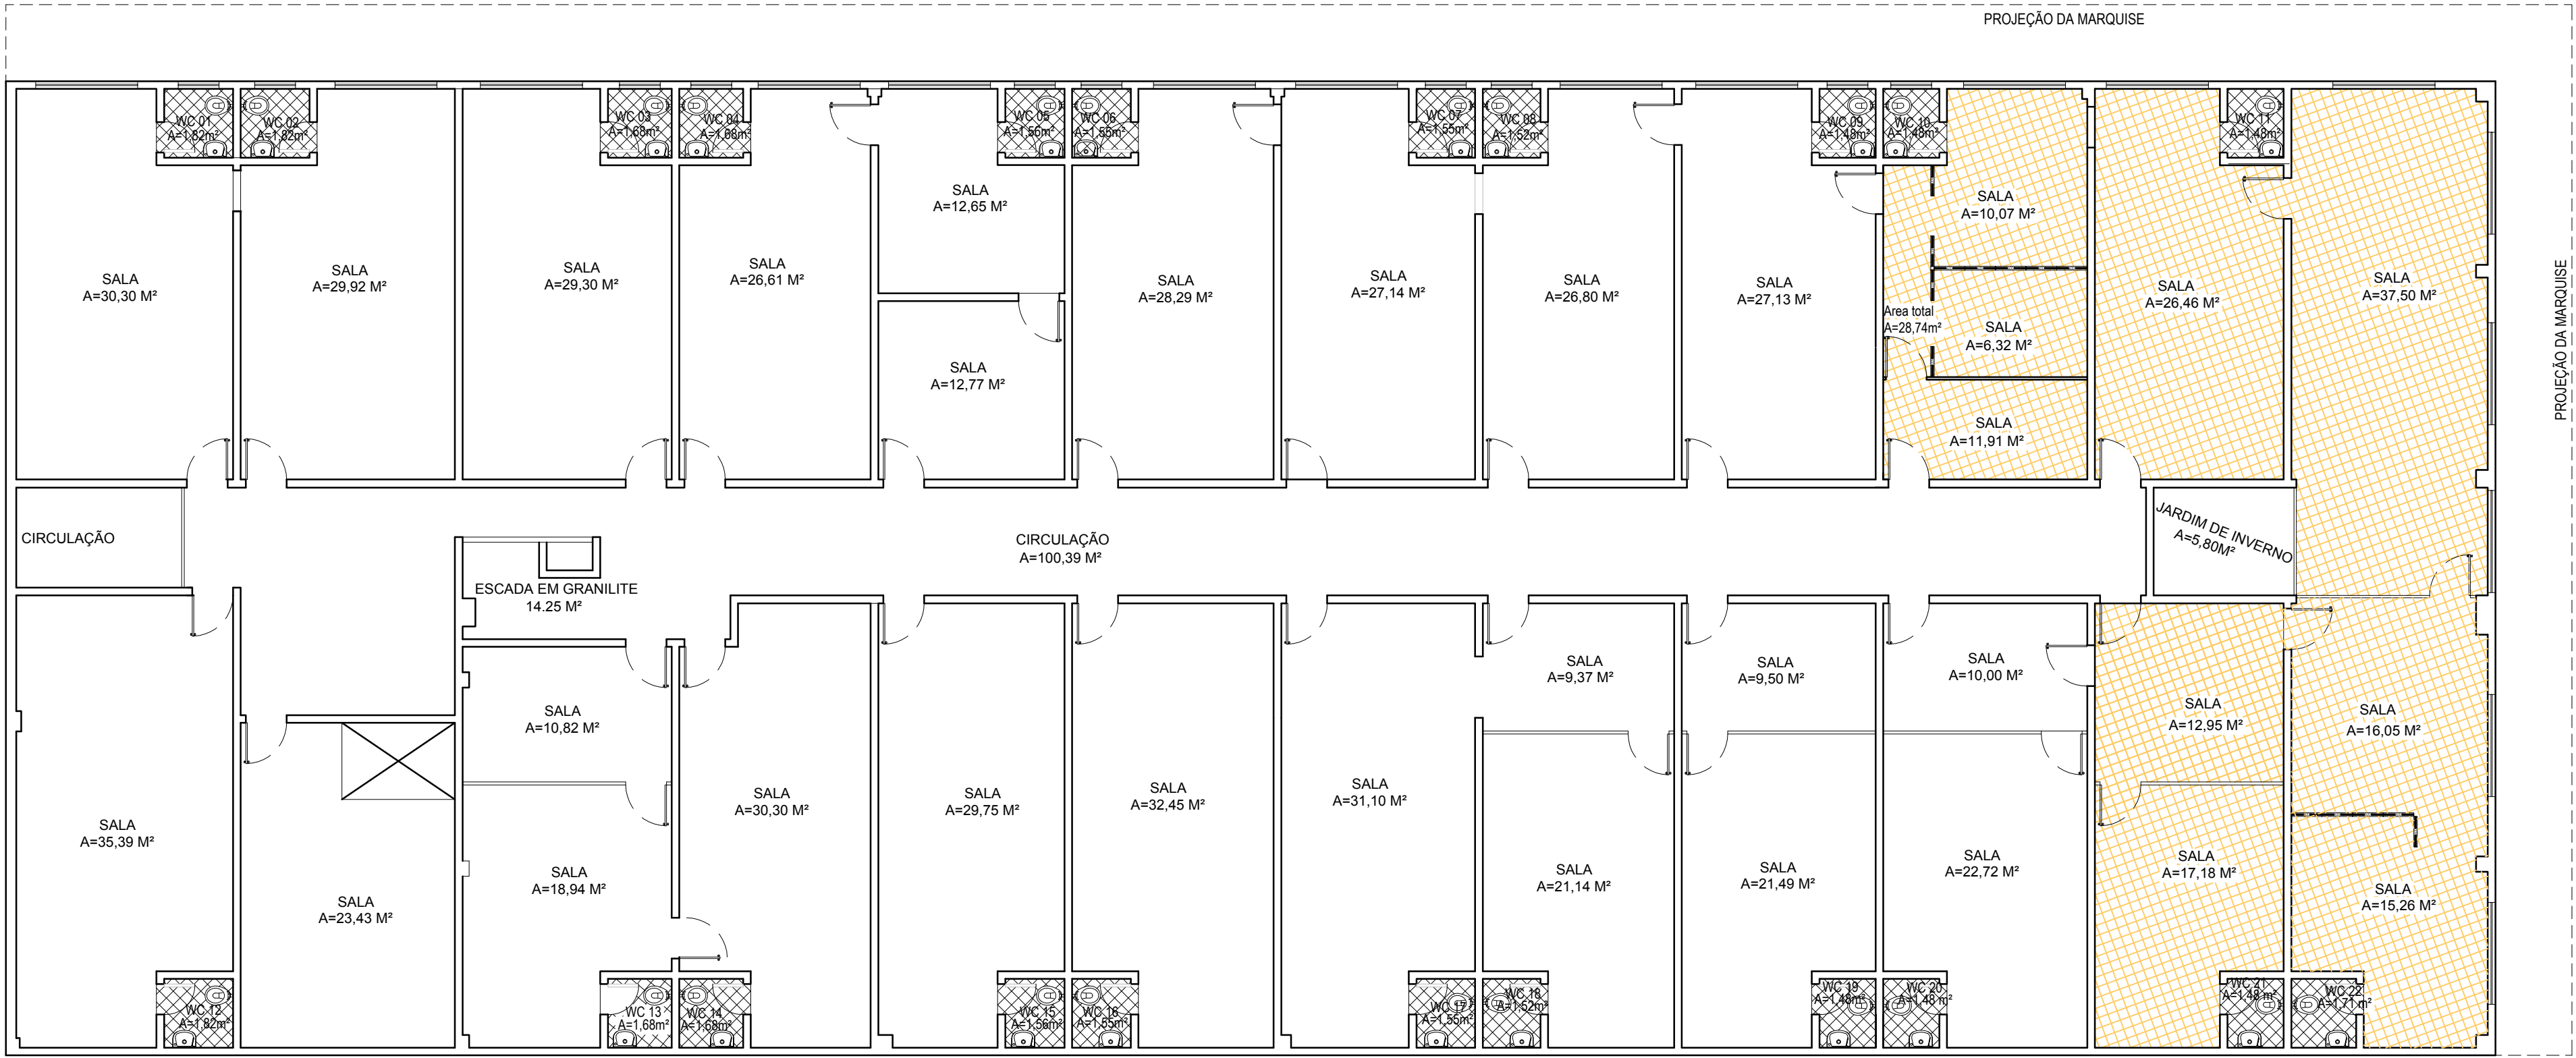 PROJEÇÃO DA MARQUISE
WC 01
A=1,82m²
WC 02
A=1,82m²
WC 03
A=1,68m²
WC 04
A=1,68m²
WC 05
A=1,56m²
WC 06
A=1,55m²
WC 07
A=1,55m²
WC 08
A=1,52m²
WC 09
A=1,48m²
WC 10
A=1,48m²
WC 11
A=1,48m²
SALA
A=30,30 M²
SALA
A=29,92 M²
SALA
A=29,30 M²
SALA
A=26,61 M²
SALA
A=12,65 M²
SALA
A=12,77 M²
SALA
A=28,29 M²
SALA
A=27,14 M²
SALA
A=26,80 M²
SALA
A=27,13 M²
SALA
A=10,07 M²
Area total
A=28,74m²
SALA
A=6,32 M²
SALA
A=11,91 M²
SALA
A=26,46 M²
SALA
A=37,50 M²
PROJEÇÃO DA MARQUISE
CIRCULAÇÃO
CIRCULAÇÃO
A=100,39 M²
JARDIM DE INVERNO
A=5,80M²
ESCADA EM GRANILITE
14.25 M²
SALA
A=35,39 M²
SALA
A=23,43 M²
SALA
A=10,82 M²
SALA
A=18,94 M²
SALA
A=30,30 M²
SALA
A=29,75 M²
SALA
A=32,45 M²
SALA
A=31,10 M²
SALA
A=9,37 M²
SALA
A=21,14 M²
SALA
A=9,50 M²
SALA
A=21,49 M²
SALA
A=10,00 M²
SALA
A=22,72 M²
SALA
A=12,95 M²
SALA
A=17,18 M²
SALA
A=16,05 M²
SALA
A=15,26 M²
WC 12
A=1,82m²
WC 13
A=1,68m²
WC 14
A=1,68m²
WC 15
A=1,56m²
WC 16
A=1,55m²
WC 17
A=1,55m²
WC 18
A=1,52m²
WC 19
A=1,48m²
WC 20
A=1,48 m²
WC 21
A=1,48 m²
WC 22
A=1,71 m²